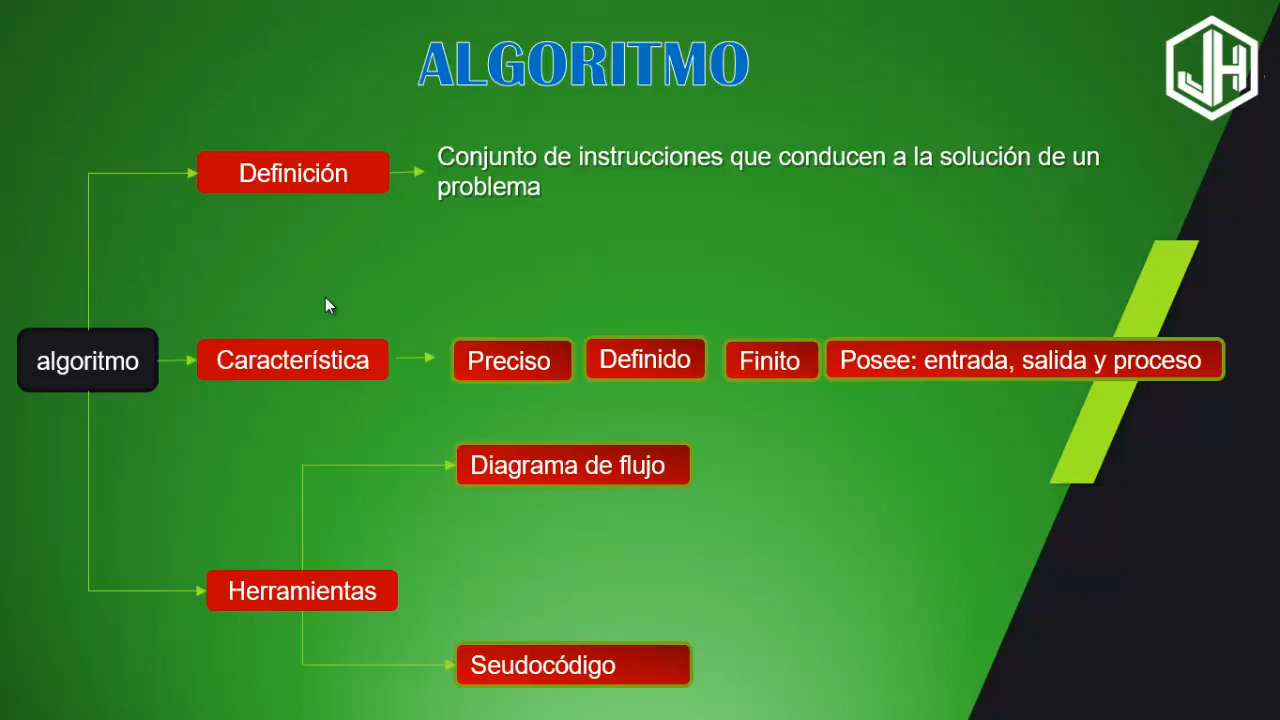 ALGORITMO
JH
Definición
Conjunto de instrucciones que conducen a la solución de un
problema
algoritmo
Característica
Preciso
Definido
Finito
Posee: entrada, salida y proceso
Diagrama de flujo
Herramientas
Seudocódigo